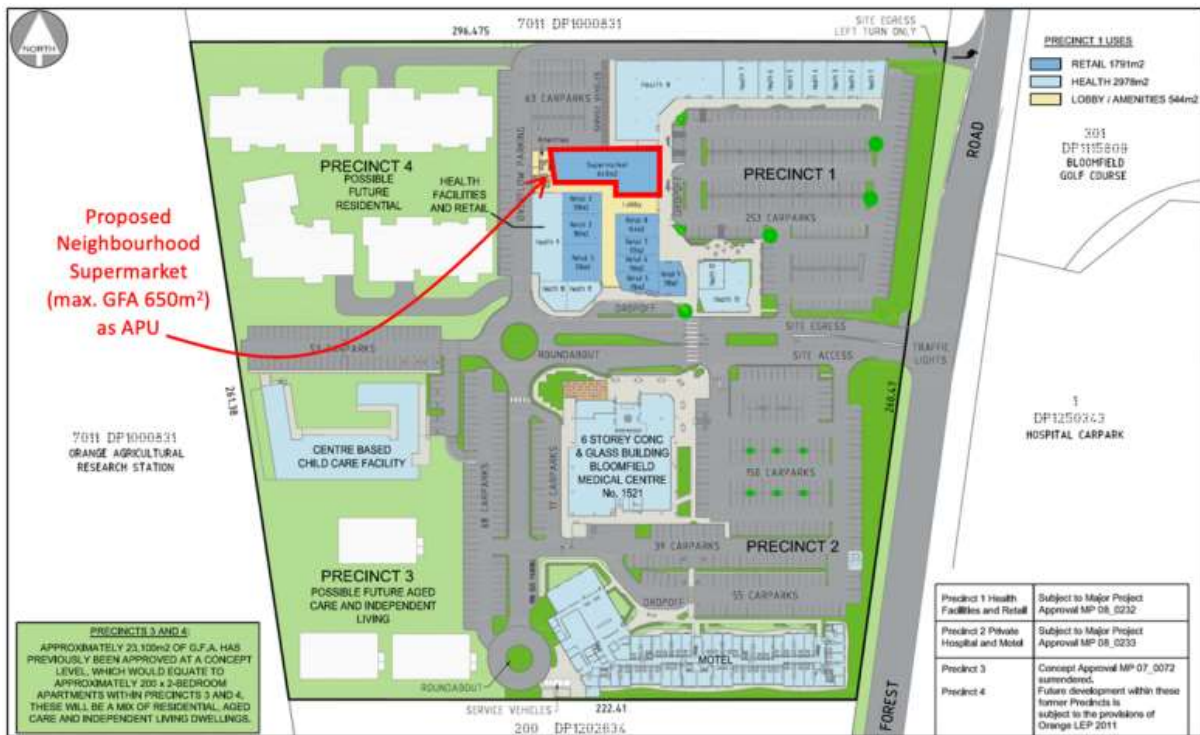 NORTH
7011 DP1000831
296.475
SITE EGRESS
LEFT TURN ONLY
PRECINCT 1 USES
RETAIL 1791m2
HEALTH 2978m2
LOBBY / AMENITIES 544m2
301
DP1115809
BLOOMFIELD
GOLF COURSE
ROAD
63 CARPARKS
SERVICE VEHICLES
Amenities
OVERFLOW PARKING
Supermarket
DROPOFF
PRECINCT 1
253 CARPARKS
PRECINCT 4
POSSIBLE
FUTURE
RESIDENTIAL
HEALTH
FACILITIES
AND RETAIL
Lobby
Proposed
Neighbourhood
Supermarket
(max. GFA 650m²)
as APU
DROPOFF
SITE EGRESS
SITE ACCESS
TRAFFIC
LIGHTS
ROUNDABOUT
CARPARKS
261.38
260.47
7011 DP1000831
ORANGE AGRICULTURAL
RESEARCH STATION
CENTRE BASED
CHILD CARE FACILITY
6 STOREY CONC
& GLASS BUILDING
BLOOMFIELD
MEDICAL CENTRE
No. 1521
1
DP1250343
HOSPITAL CARPARK
68 CARPARKS
17 CARPARKS
CARPARKS
39 CARPARKS
PRECINCT 2
55 CARPARKS
DROPOFF
PRECINCT 3
POSSIBLE FUTURE AGED
CARE AND INDEPENDENT
LIVING
MOTEL
ROUNDABOUT
SERVICE VEHICLES
222.41
200 DP1202834
FOREST
PRECINCTS 3 AND 4:
APPROXIMATELY 23,100m2 OF G.F.A. HAS
PREVIOUSLY BEEN APPROVED AT A CONCEPT
LEVEL, WHICH WOULD EQUATE TO
APPROXIMATELY 200 x 2-BEDROOM
APARTMENTS WITHIN PRECINCTS 3 AND 4.
THESE WILL BE A MIX OF RESIDENTIAL, AGED
CARE AND INDEPENDENT LIVING DWELLINGS.
Precinct 1 Health Facilities and Retail
Subject to Major Project Approval MP 08_0232
Precinct 2 Private Hospital and Motel
Subject to Major Project Approval MP 08_0233
Precinct 3
Concept Approval MP 07_0072 surrendered.
Precinct 4
Future development within these former Precincts is subject to the provisions of Orange LEP 2011